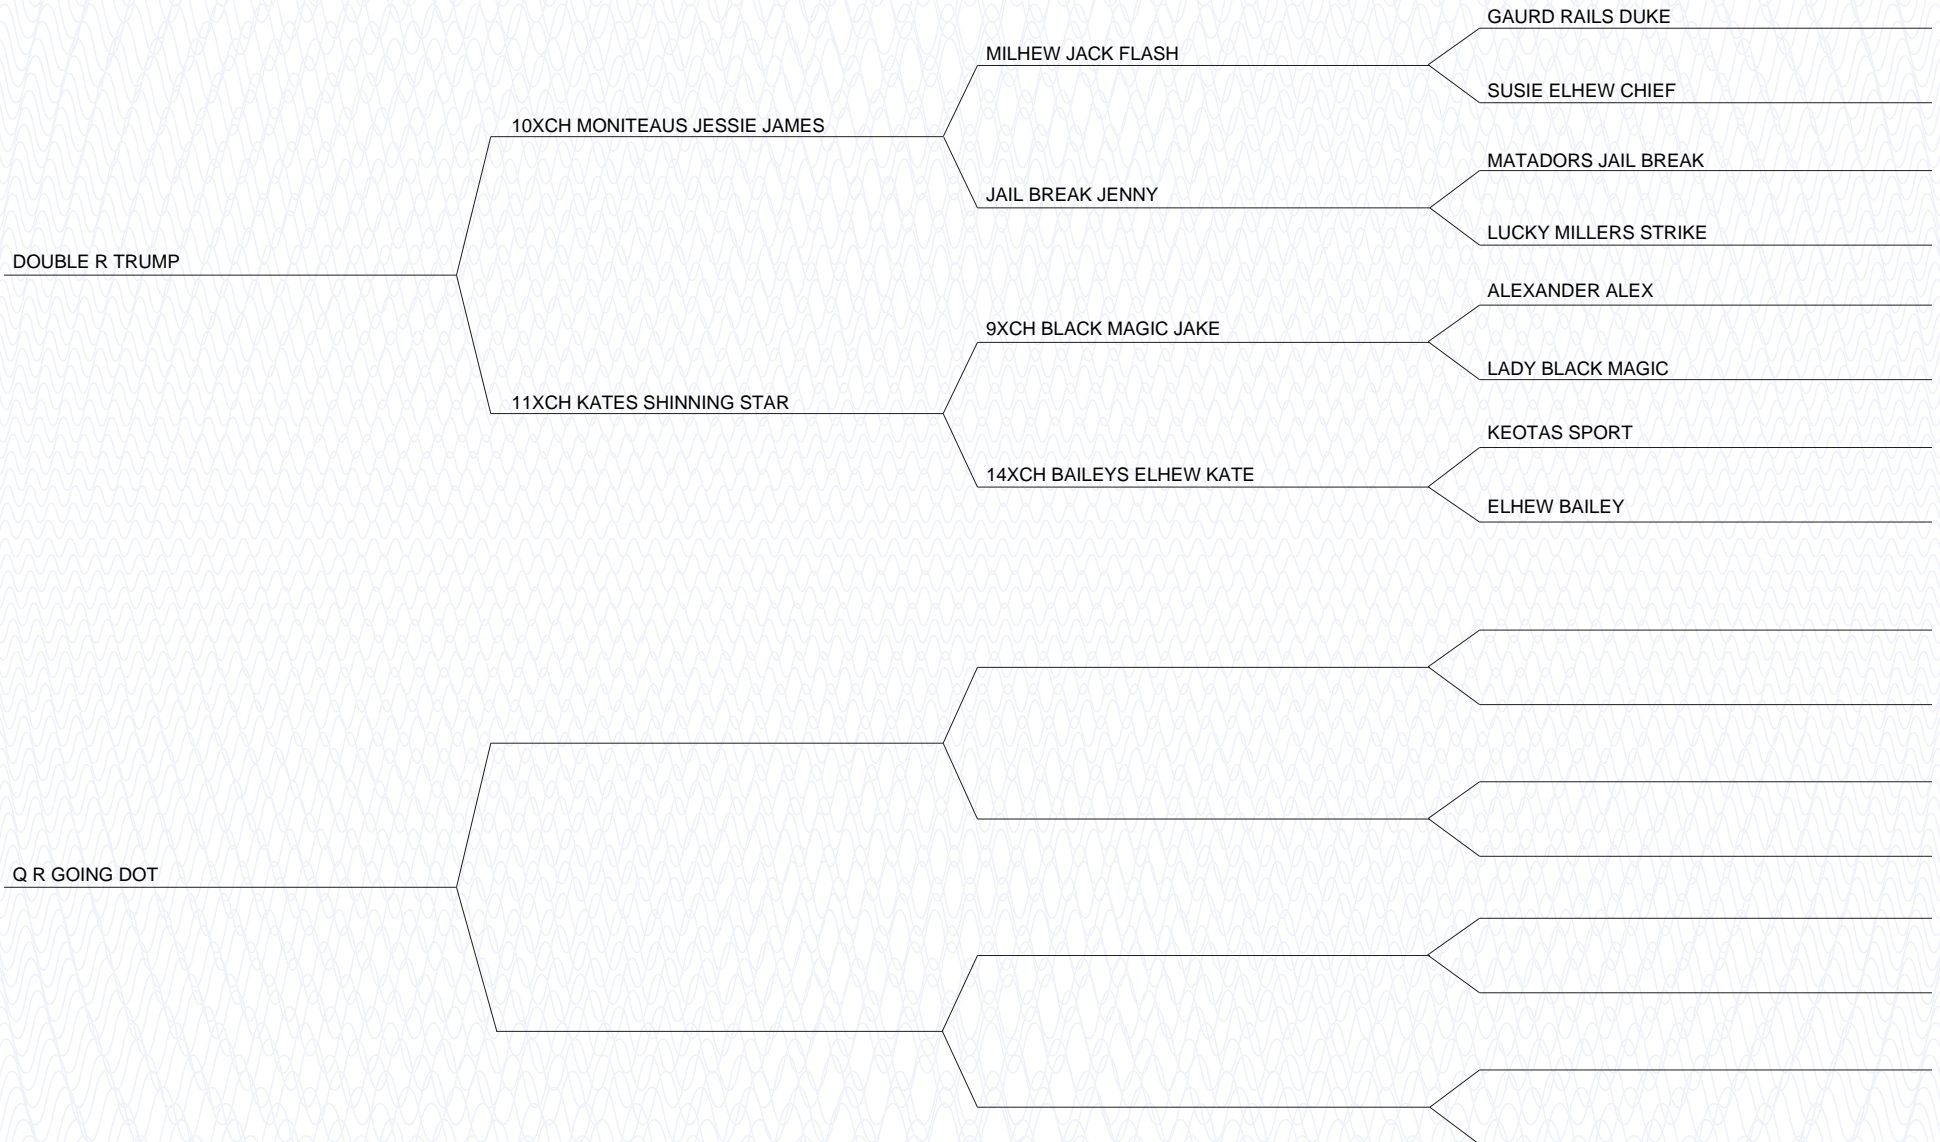 GAURD RAILS DUKE
MILHEW JACK FLASH
SUSIE ELHEW CHIEF
10XCH MONITEAUS JESSIE JAMES
MATADORS JAIL BREAK
JAIL BREAK JENNY
LUCKY MILLERS STRIKE
DOUBLE R TRUMP
ALEXANDER ALEX
9XCH BLACK MAGIC JAKE
LADY BLACK MAGIC
11XCH KATES SHINNING STAR
KEOTAS SPORT
14XCH BAILEYS ELHEW KATE
ELHEW BAILEY
Q R GOING DOT